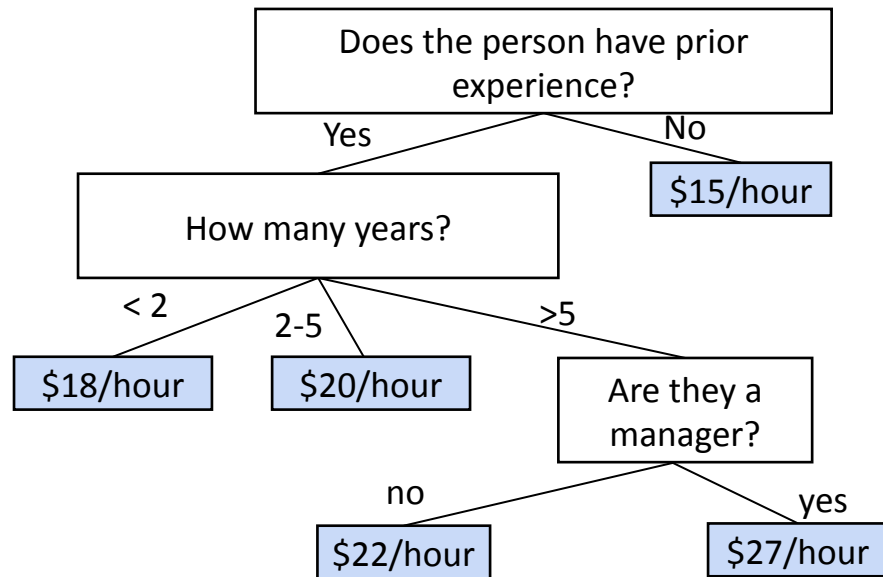 Does the person have prior
experience?
Yes
No
$15/hour
How many years?
< 2
2-5
>5
$18/hour
$20/hour
Are they a
manager?
no
yes
$22/hour
$27/hour